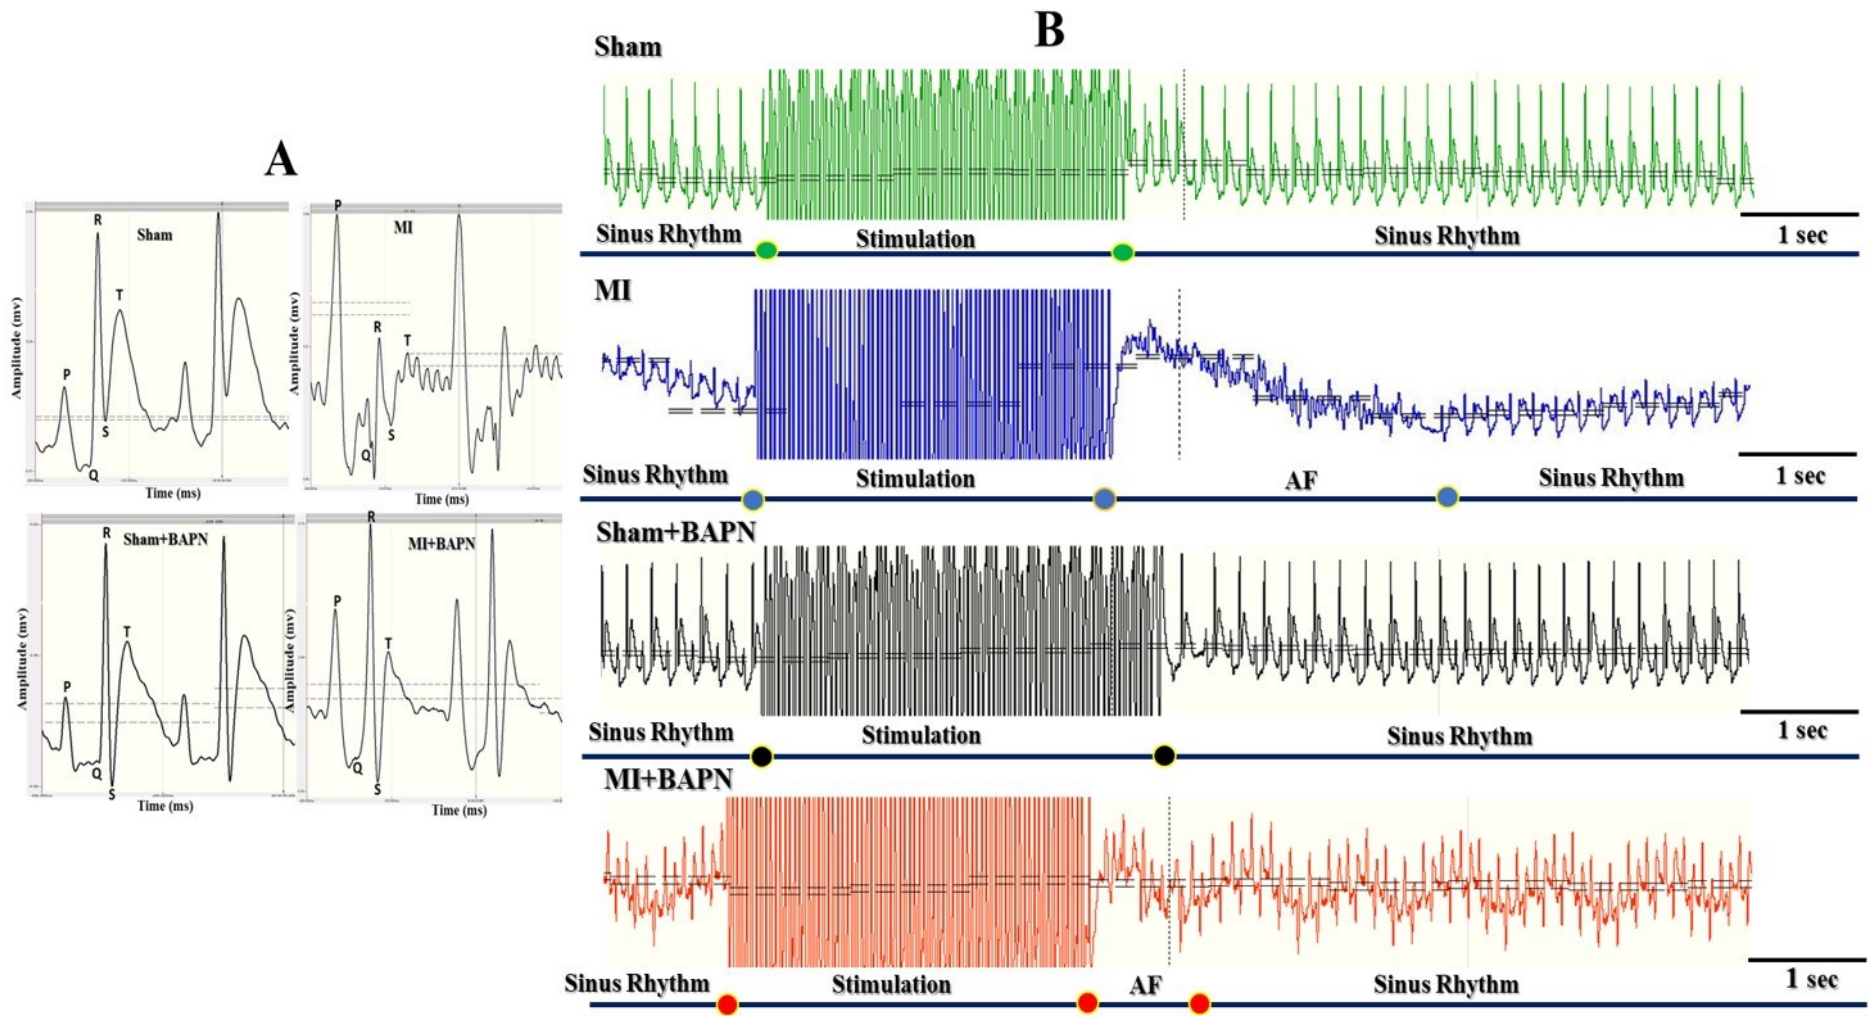 A
Sham
P
R
T
Q
S
Amplitude (mv)
Time (ms)
MI
P
R
T
Q
S
Amplitude (mv)
Time (ms)
Sham+BAPN
P
R
T
Q
S
Amplitude (mv)
Time (ms)
MI+BAPN
P
R
T
Q
S
Amplitude (mv)
Time (ms)
B
Sham
Sinus Rhythm Stimulation Sinus Rhythm 1 sec
MI
Sinus Rhythm Stimulation AF Sinus Rhythm 1 sec
Sham+BAPN
Sinus Rhythm Stimulation Sinus Rhythm 1 sec
MI+BAPN
Sinus Rhythm Stimulation AF Sinus Rhythm 1 sec